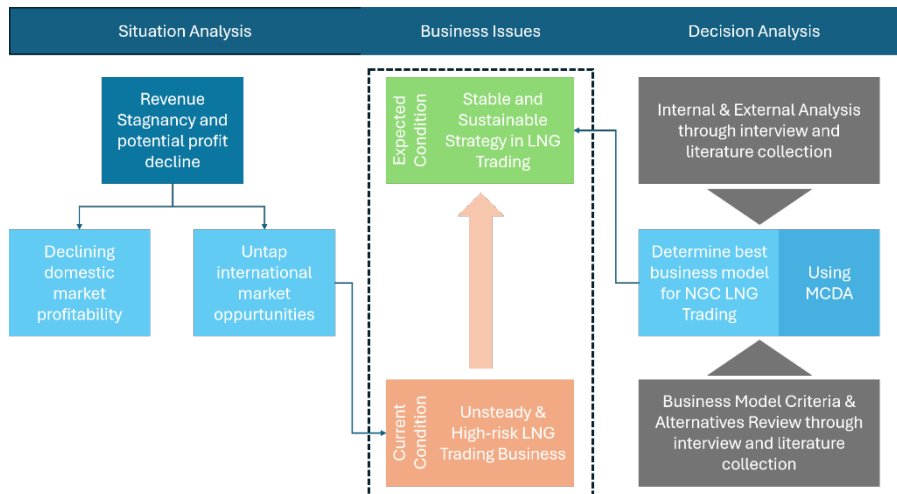 Situation Analysis
Business Issues
Decision Analysis
Revenue
Stagnancy and
potential profit
decline
Declining
domestic
market
profitability
Untap
international
market
oppurtunities
Expected
Condition
Stable and
Sustainable
Strategy in LNG
Trading
Current
Condition
Unsteady &
High-risk LNG
Trading Business
Internal & External Analysis
through interview and
literature collection
Determine best
business model
for NGC LNG
Trading
Using
MCDA
Business Model Criteria &
Alternatives Review through
interview and literature
collection